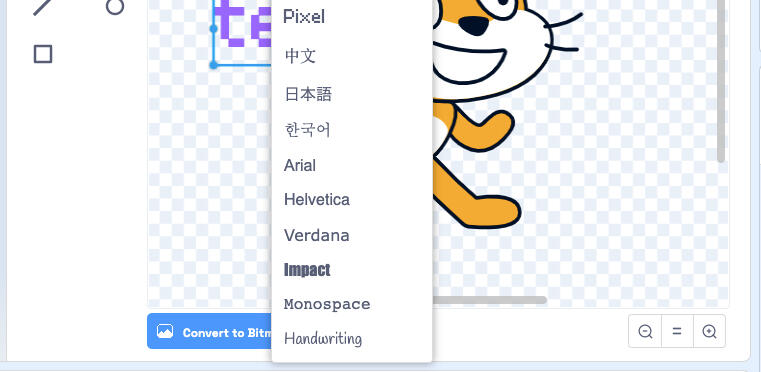 te
Pixel
中文
日本語
한국어
Arial
Helvetica
Verdana
Impact
Monospace
Handwriting
Convert to Bitm